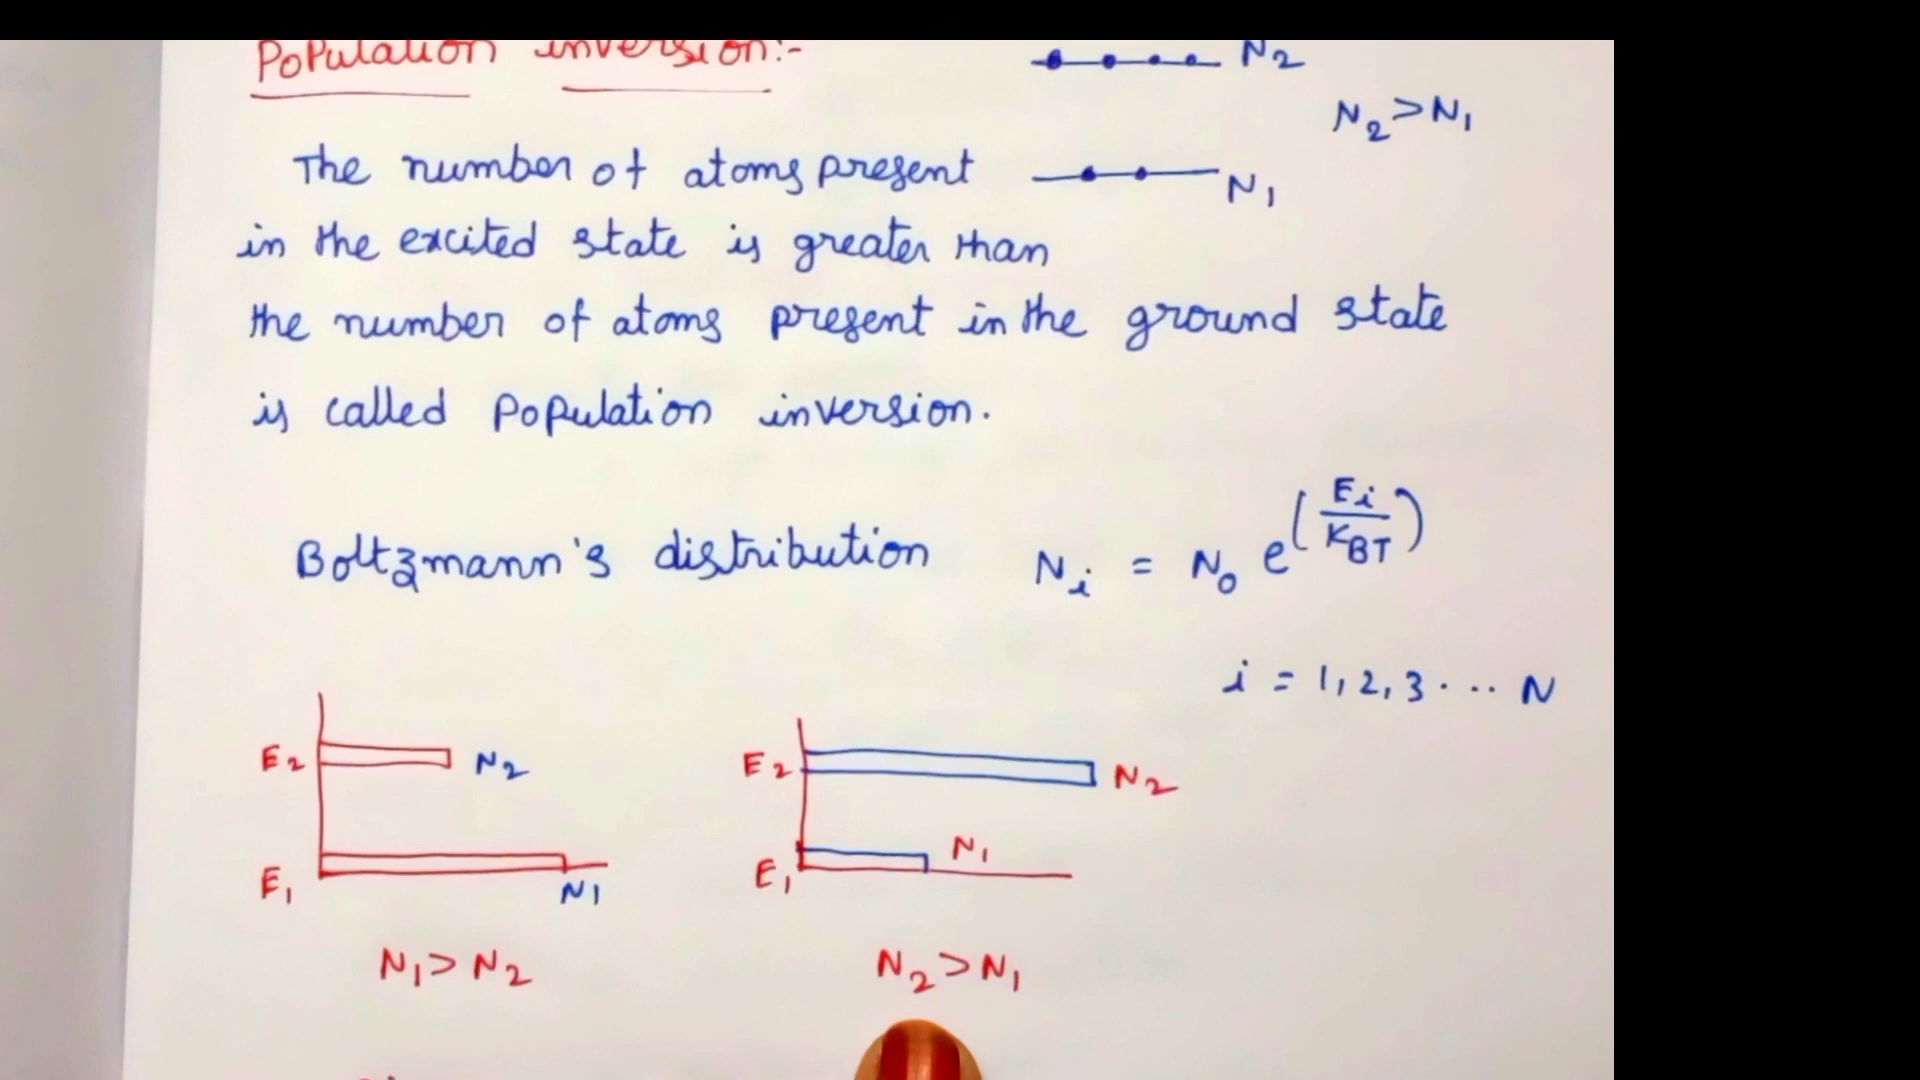 Population inversion:-
N2
N2 > N1
The number of atoms present
N1
in the excited state is greater than
the number of atoms present in the ground state
is called Population inversion.
Boltzmann's distribution Ni = N0 e^(Ei/KBT)
i = 1, 2, 3 . ... N
E2 N2
E1 N1
N1 > N2
E2 N2
E1 N1
N2 > N1